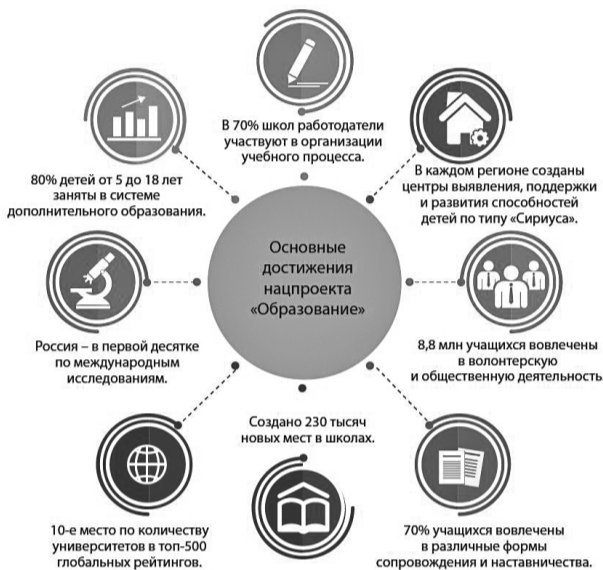 Основные
достижения
нацпроекта
«Образование»
В 70% школ работодатели
участвуют в организации
учебного процесса.
В каждом регионе созданы
центры выявления, поддержки
и развития способностей
детей по типу «Сириуса».
8,8 млн учащихся вовлечены
в волонтерскую
и общественную деятельность
70% учащихся вовлечены
в различные формы
сопровождения и наставничества.
Создано 230 тысяч
новых мест в школах.
10-е место по количеству
университетов в топ-500
глобальных рейтингов.
Россия – в первой десятке
по международным
исследованиям.
80% детей от 5 до 18 лет
заняты в системе
дополнительного образования.